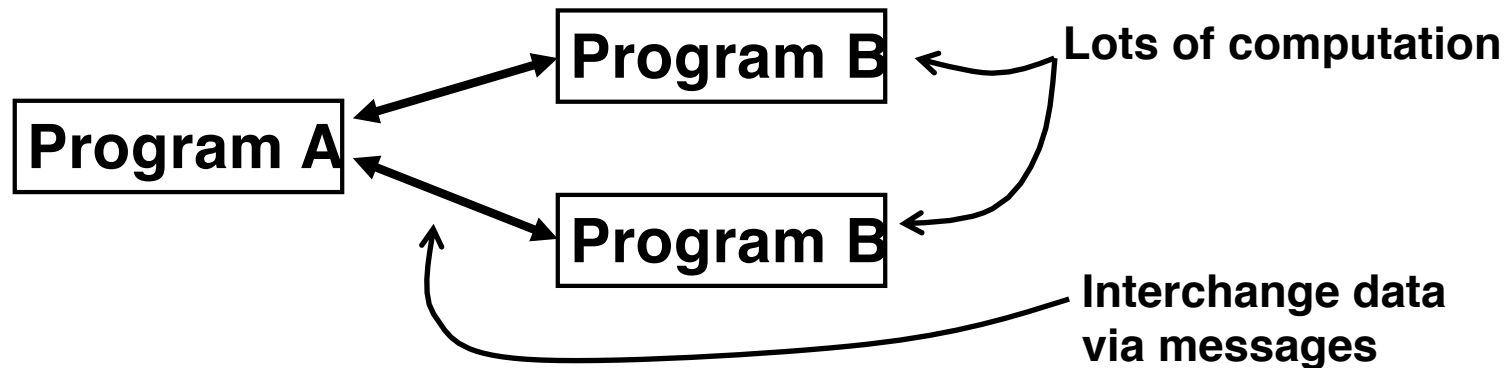 Program B
Lots of computation
Program A
Program B
Interchange data
via messages